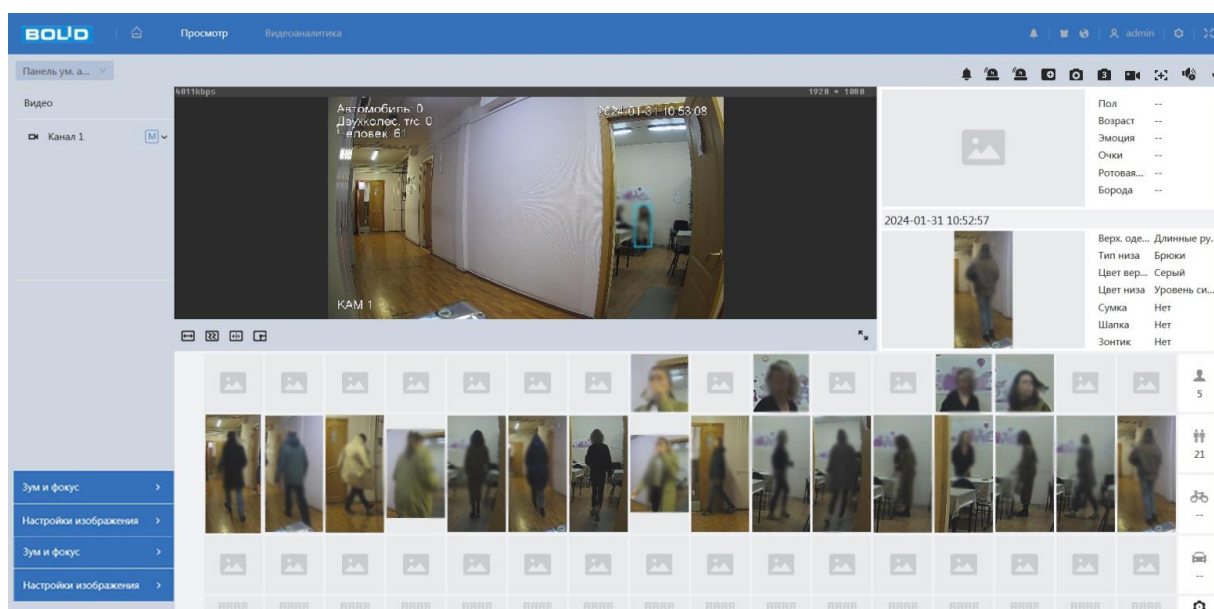 BOLID
Просмотр
Видеоаналитика
admin
Панель ум. а...
Видео
Канал 1
M
4011kbps
1920 * 1080
Автомобиль: 0
Двухколес. т/с: 0
Человек: 61
2024-01-31 10:53:08
КАМ 1
Пол --
Возраст --
Эмоция --
Очки --
Ротовая... --
Борода --
2024-01-31 10:52:57
Верх. оде... Длинные ру...
Тип низа Брюки
Цвет вер... Серый
Цвет низа Уровень си...
Сумка Нет
Шапка Нет
Зонтик Нет
5
21
--
--
Зум и фокус
Настройки изображения
Зум и фокус
Настройки изображения